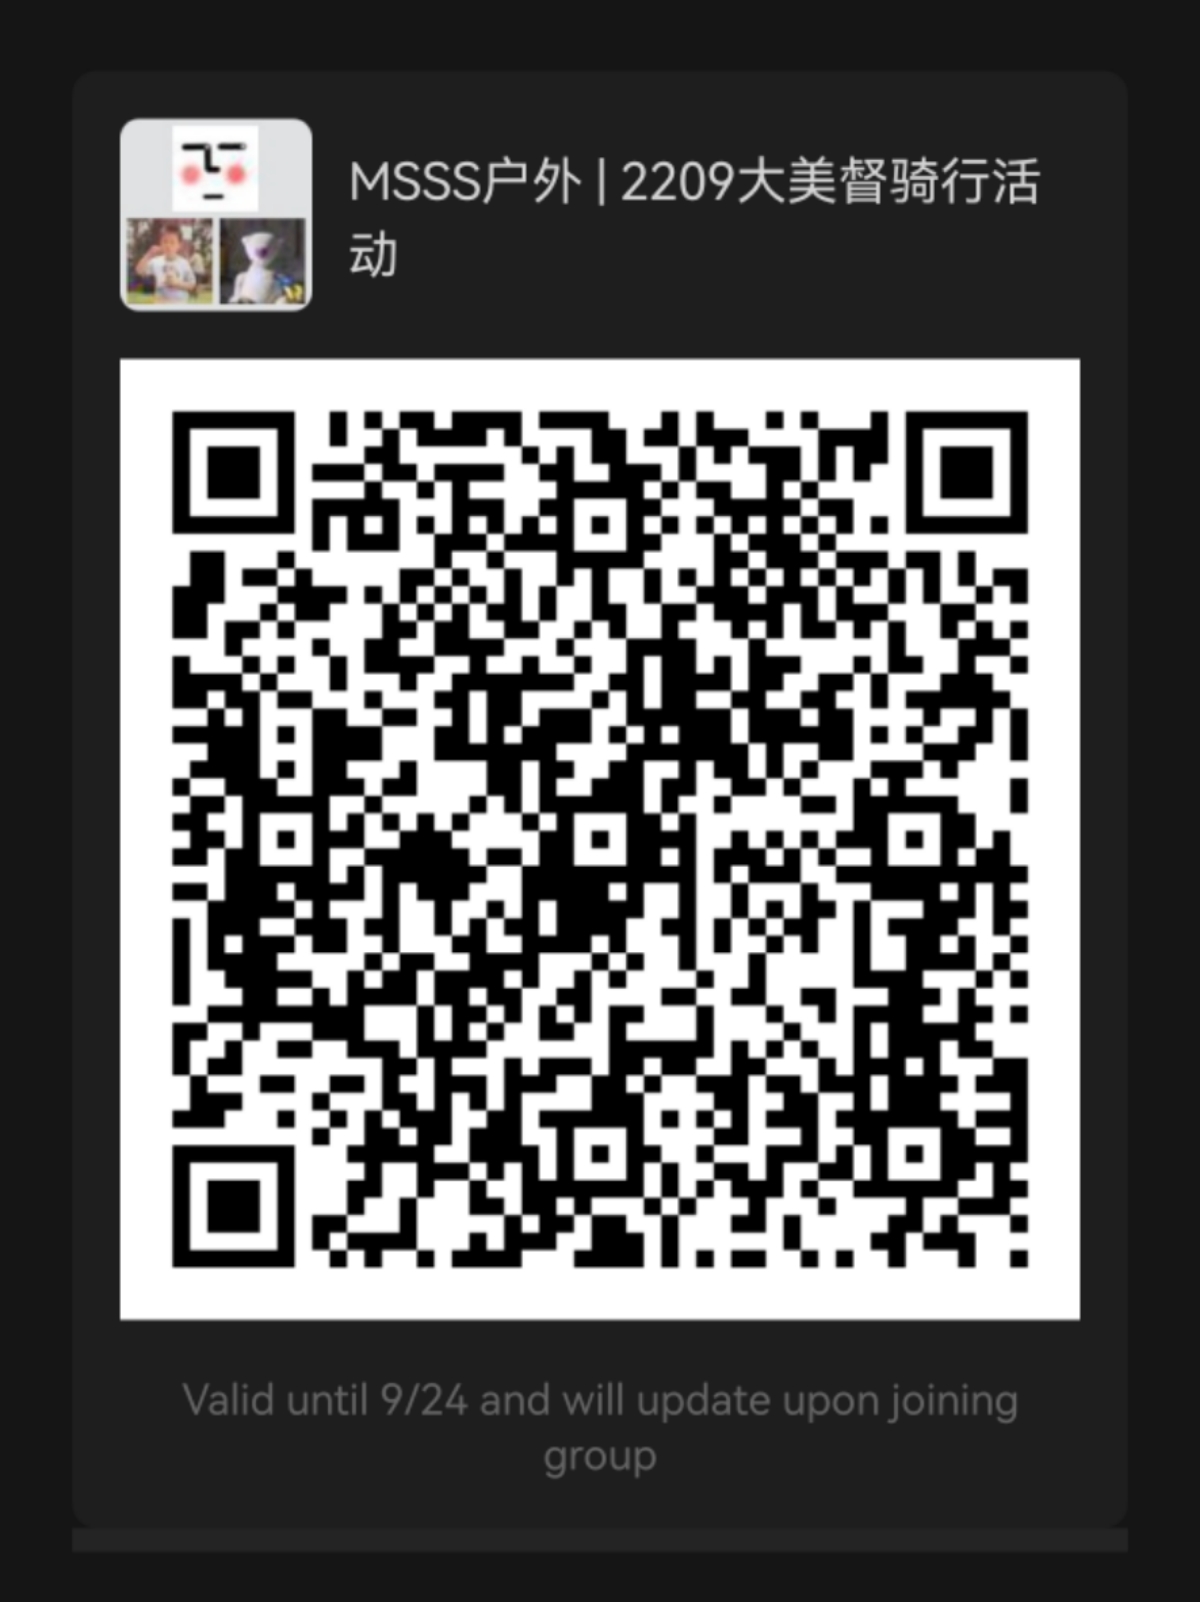 MSSS户外 | 2209大美督骑行活
动
Valid until 9/24 and will update upon joining
group